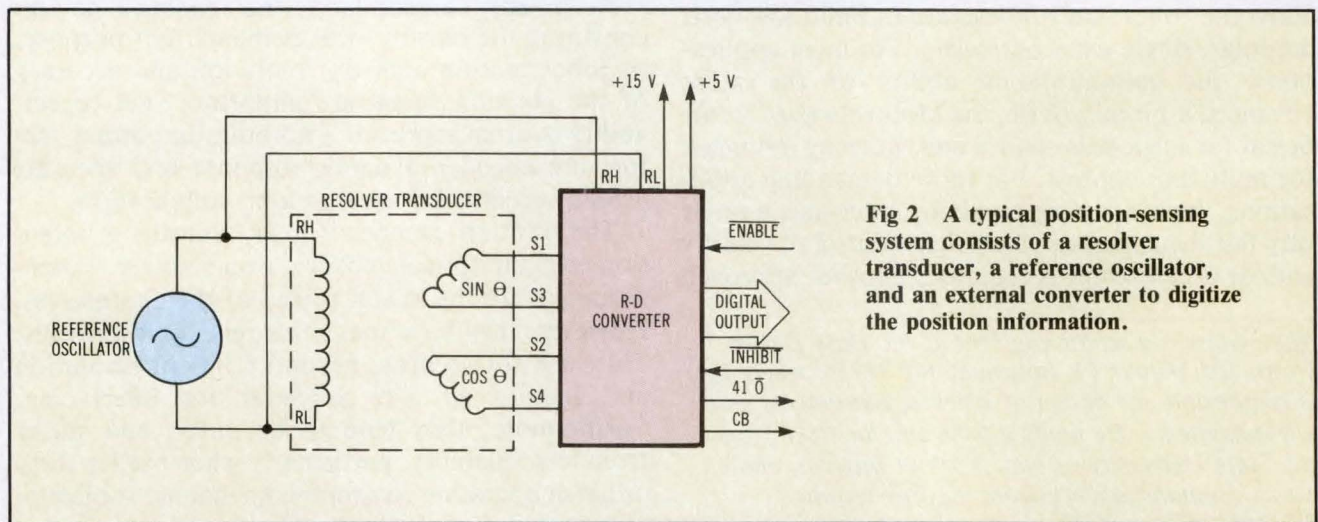 +15 V
+5 V
RH
RL
RESOLVER TRANSDUCER
RH
RL
REFERENCE
OSCILLATOR
S1
SIN Θ
S3
S2
COS Θ
S4
R-D
CONVERTER
ENABLE
DIGITAL
OUTPUT
INHIBIT
41 0̅
CB
Fig 2 A typical position-sensing
system consists of a resolver
transducer, a reference oscillator,
and an external converter to digitize
the position information.